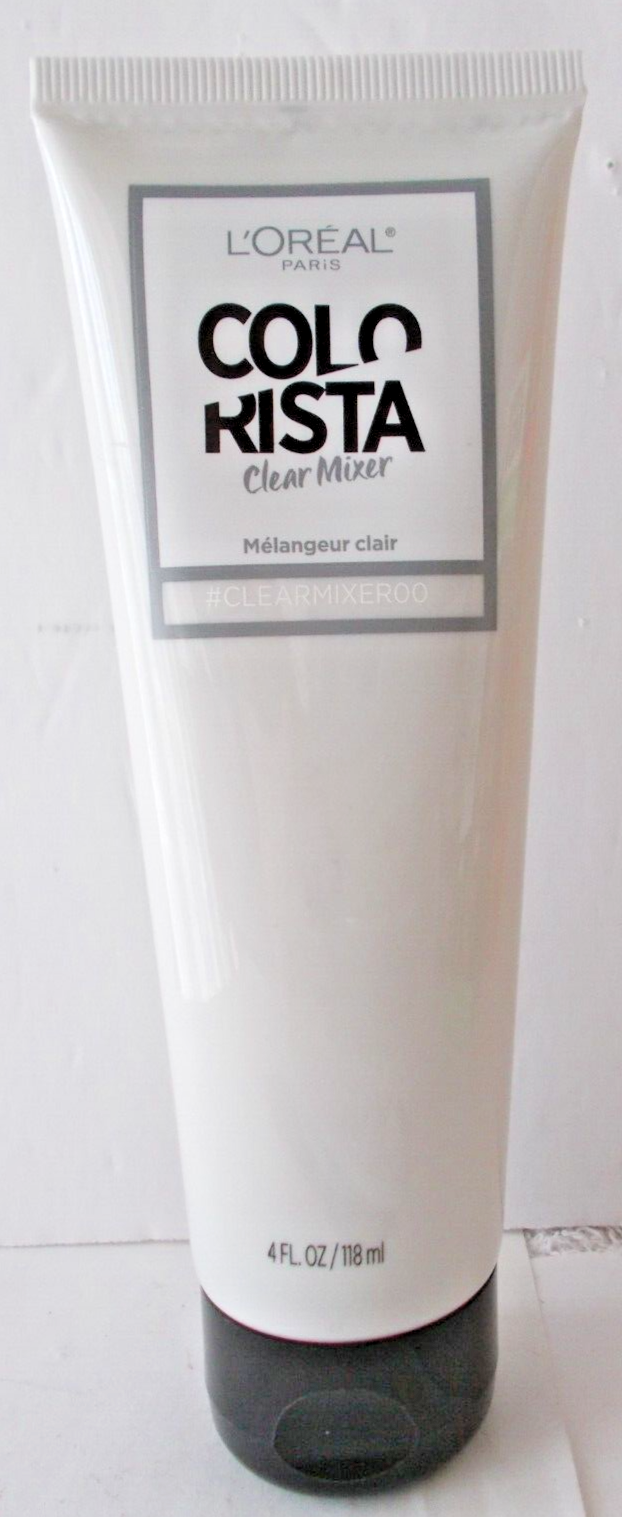 L'ORÉAL®
PARiS
COLO
RISTA
Clear Mixer
Mélangeur clair
#CLEARMIXER00
4 FL. OZ / 118 ml